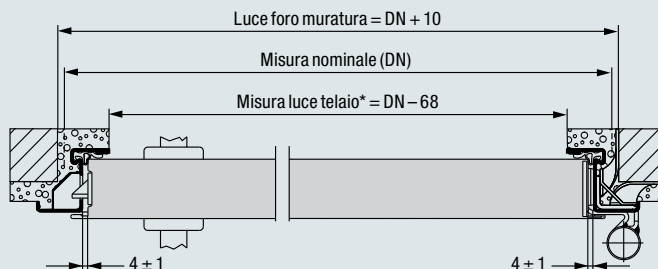 Luce foro muratura = DN + 10
Misura nominale (DN)
Misura luce telaio* = DN – 68
4 ± 1
4 ± 1